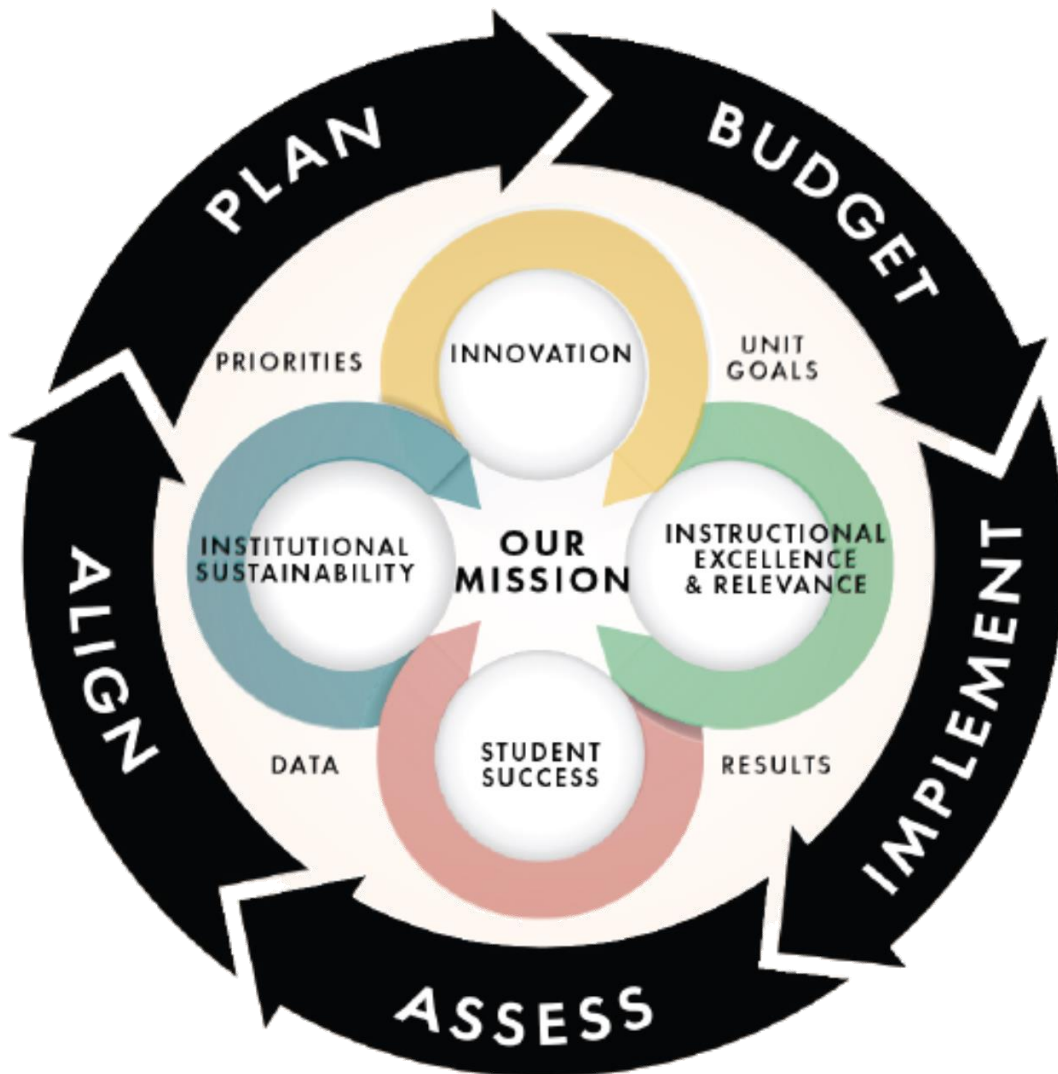 PLAN
BUDGET
PRIORITIES
INNOVATION
UNIT
GOALS
INSTITUTIONAL
SUSTAINABILITY
OUR
MISSION
INSTRUCTIONAL
EXCELLENCE
& RELEVANCE
ALIGN
IMPLEMENT
DATA
STUDENT
SUCCESS
RESULTS
ASSESS